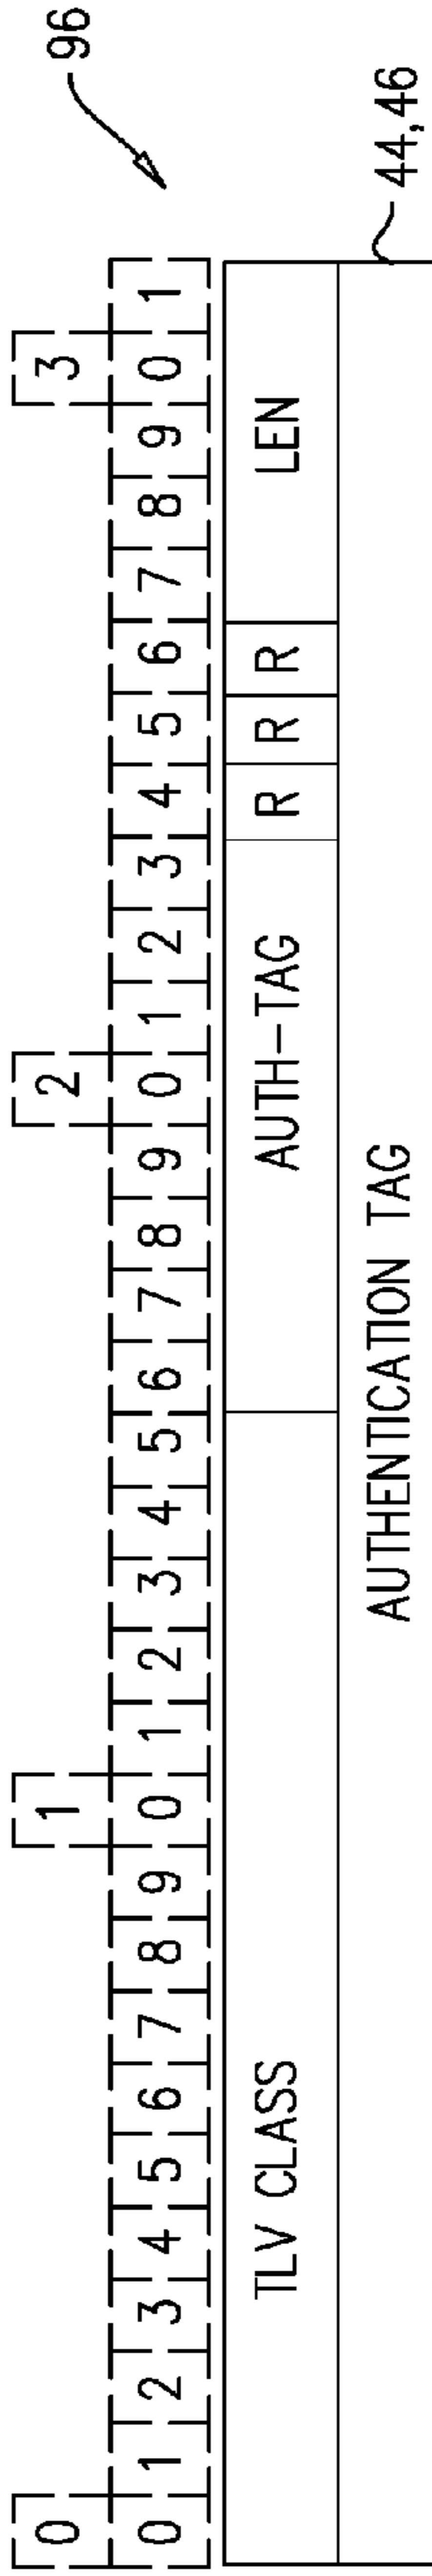 96
0 1 2 3
0 1 2 3 4 5 6 7 8 9 0 1 2 3 4 5 6 7 8 9 0 1 2 3 4 5 6 7 8 9 0 1
TLV CLASS AUTH-TAG R R R LEN
AUTHENTICATION TAG
44,46